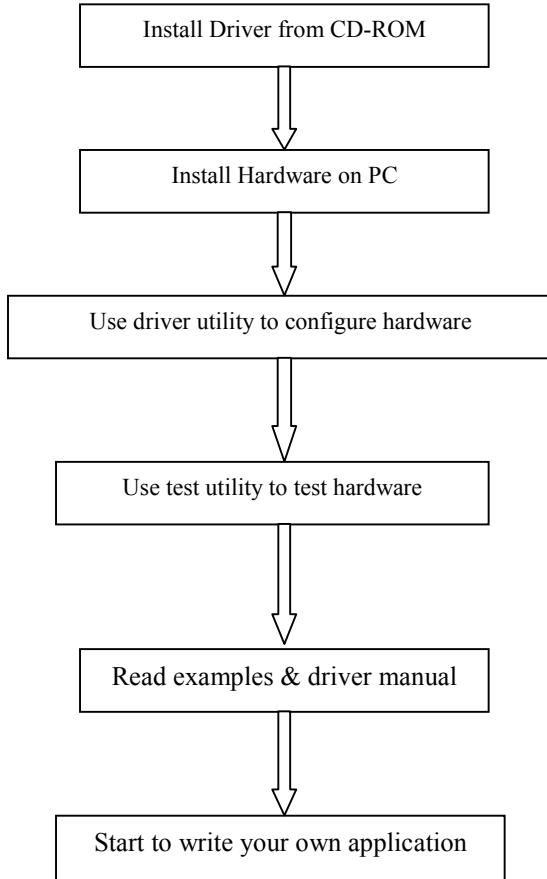 Install Driver from CD-ROM
Install Hardware on PC
Use driver utility to configure hardware
Use test utility to test hardware
Read examples & driver manual
Start to write your own application